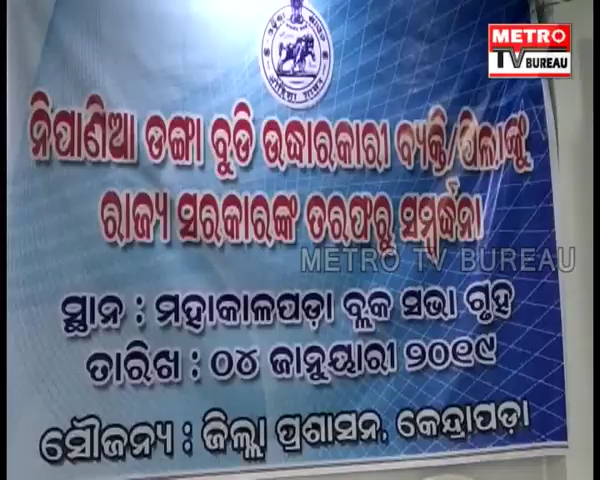 METRO
TV BUREAU
ନିପାଣିଆ ଡଙ୍ଗା ବୁଡି ଉଦ୍ଧାରକାରୀ ବ୍ୟକ୍ତି/ପିଲାଙ୍କୁ
ରାଜ୍ୟ ସରକାରଙ୍କ ତରଫରୁ ସମ୍ବର୍ଦ୍ଧନା
METRO TV BUREAU
ସ୍ଥାନ : ମହାକାଳପଡ଼ା ବ୍ଲକ ସଭା ଗୃହ
ତାରିଖ : ୦୪ ଜାନୁୟାରୀ ୨୦୧୯
ସୌଜନ୍ୟ : ଜିଲ୍ଲା ପ୍ରଶାସନ, କେନ୍ଦ୍ରାପଡ଼ା